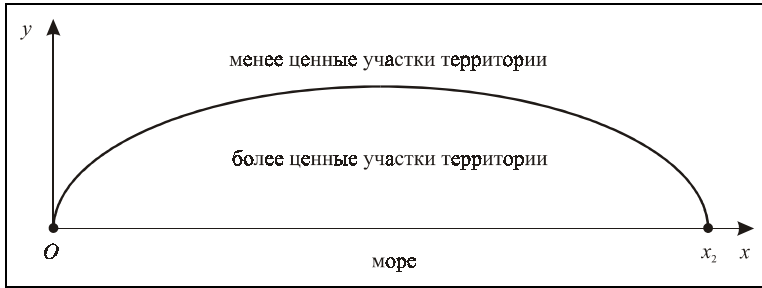 y
менее ценные участки территории
более ценные участки территории
O
x₂
x
море